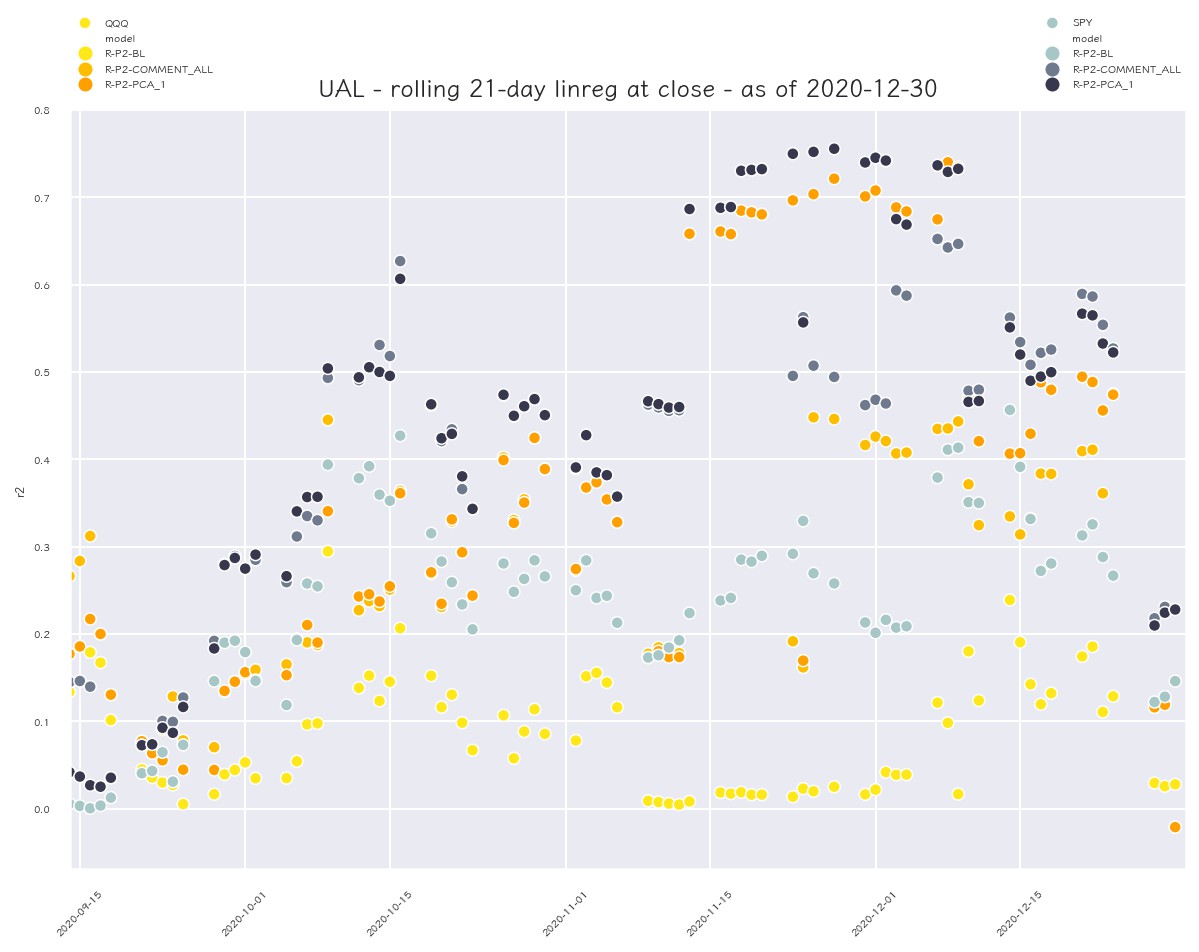 QQQ
model
R-P2-BL
R-P2-COMMENT_ALL
R-P2-PCA_1
SPY
model
R-P2-BL
R-P2-COMMENT_ALL
R-P2-PCA_1
UAL - rolling 21-day linreg at close - as of 2020-12-30
0.8
0.7
0.6
0.5
0.4
0.3
0.2
0.1
0.0
r2
2020-09-15
2020-10-01
2020-10-15
2020-11-01
2020-11-15
2020-12-01
2020-12-15